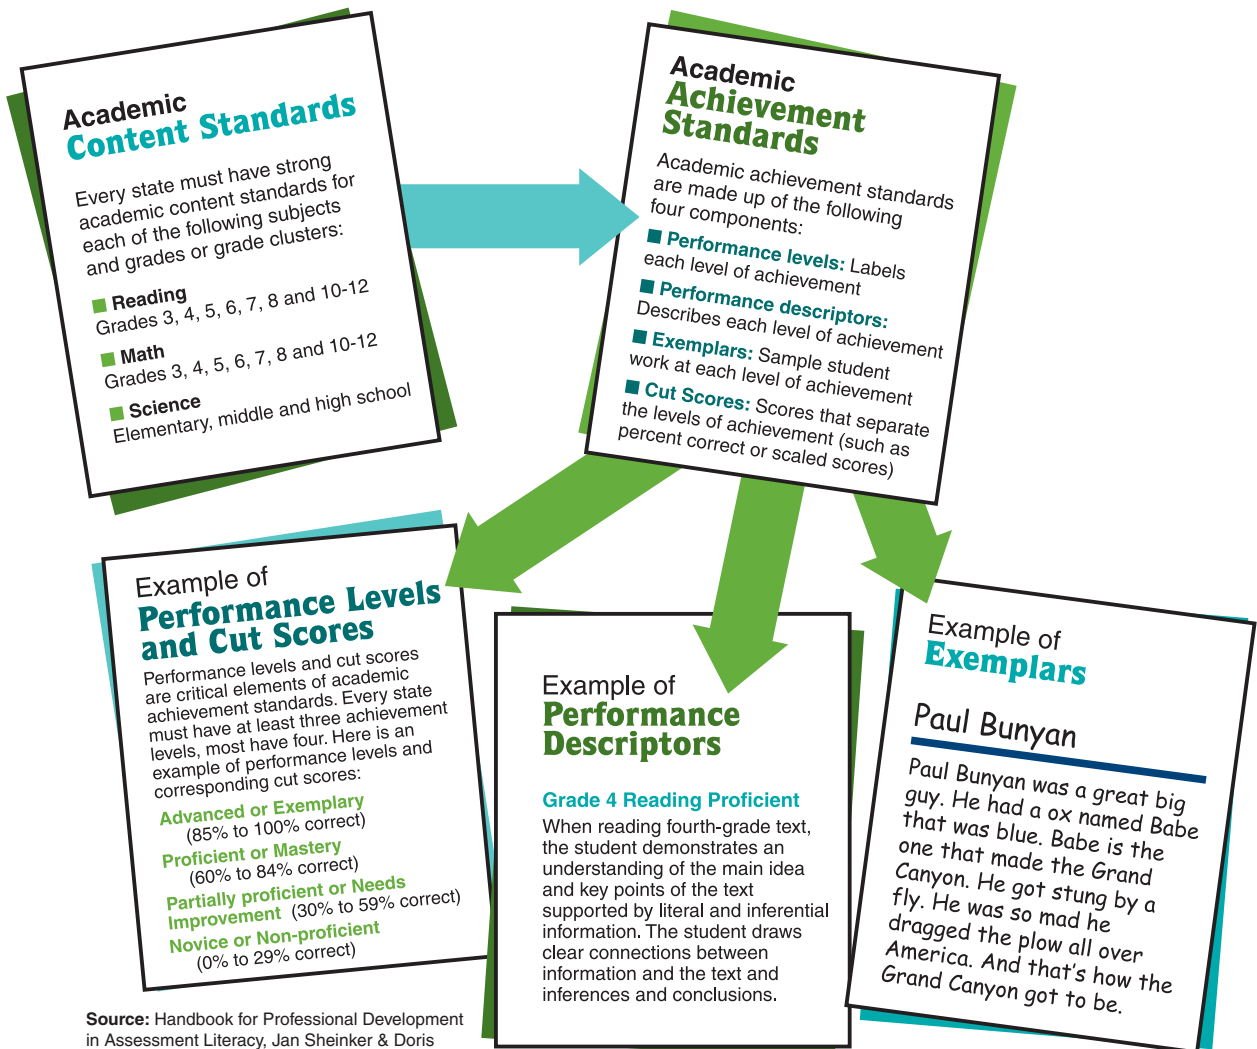 Academic
Content Standards
Every state must have strong
academic content standards for
each of the following subjects
and grades or grade clusters:
■ Reading
Grades 3, 4, 5, 6, 7, 8 and 10-12
■ Math
Grades 3, 4, 5, 6, 7, 8 and 10-12
■ Science
Elementary, middle and high school
Academic
Achievement
Standards
Academic achievement standards
are made up of the following
four components:
■ Performance levels: Labels
each level of achievement
■ Performance descriptors:
Describes each level of achievement
■ Exemplars: Sample student
work at each level of achievement
■ Cut Scores: Scores that separate
the levels of achievement (such as
percent correct or scaled scores)
Example of
Performance Levels
and Cut Scores
Performance levels and cut scores
are critical elements of academic
achievement standards. Every state
must have at least three achievement
levels, most have four. Here is an
example of performance levels and
corresponding cut scores:
Advanced or Exemplary
(85% to 100% correct)
Proficient or Mastery
(60% to 84% correct)
Partially proficient or Needs
Improvement (30% to 59% correct)
Novice or Non-proficient
(0% to 29% correct)
Example of
Performance
Descriptors
Grade 4 Reading Proficient
When reading fourth-grade text,
the student demonstrates an
understanding of the main idea
and key points of the text
supported by literal and inferential
information. The student draws
clear connections between
information and the text and
inferences and conclusions.
Example of
Exemplars
Paul Bunyan
Paul Bunyan was a great big
guy. He had a ox named Babe
that was blue. Babe is the
one that made the Grand
Canyon. He got stung by a
fly. He was so mad he
dragged the plow all over
America. And that's how the
Grand Canyon got to be.
Source: Handbook for Professional Development
in Assessment Literacy, Jan Sheinker & Doris